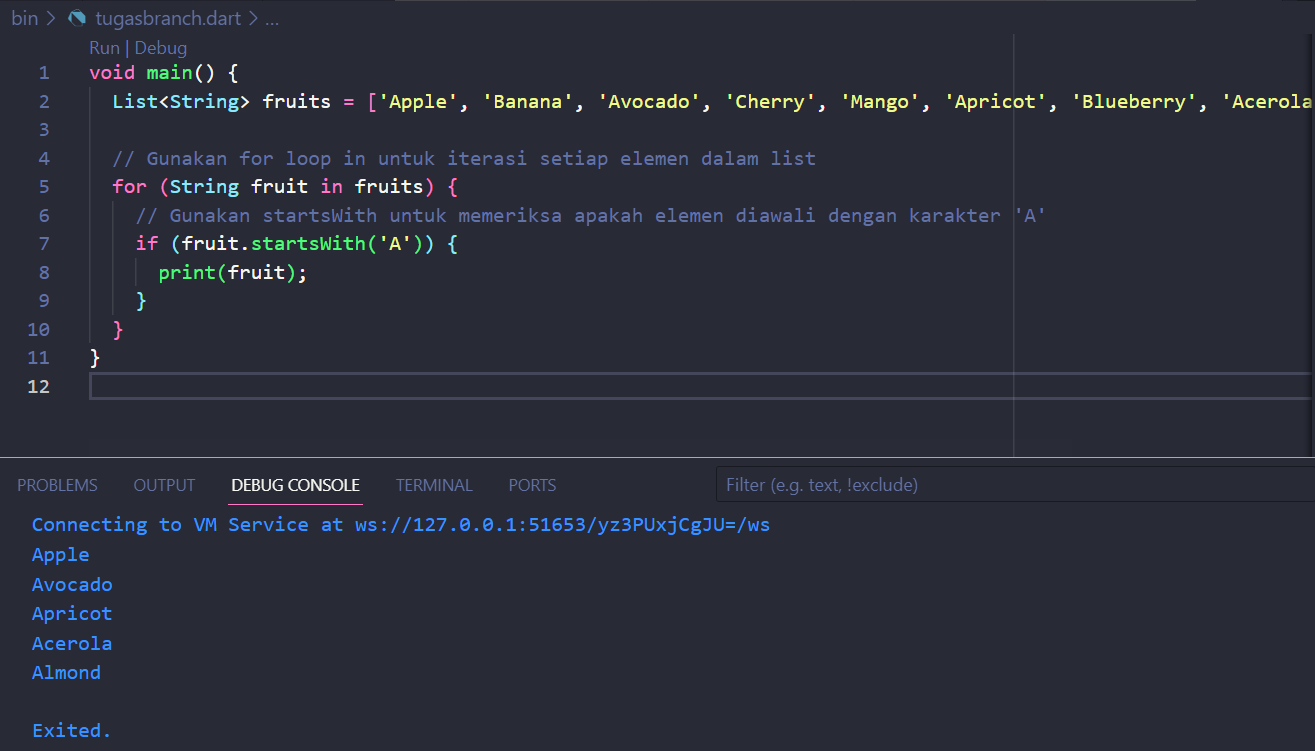 bin > tugasbranch.dart > ...
Run | Debug
1 void main() {
2 List<String> fruits = ['Apple', 'Banana', 'Avocado', 'Cherry', 'Mango', 'Apricot', 'Blueberry', 'Acerola
3
4 // Gunakan for loop in untuk iterasi setiap elemen dalam list
5 for (String fruit in fruits) {
6 // Gunakan startsWith untuk memeriksa apakah elemen diawali dengan karakter 'A'
7 if (fruit.startsWith('A')) {
8 print(fruit);
9 }
10 }
11 }
12
PROBLEMS OUTPUT DEBUG CONSOLE TERMINAL PORTS Filter (e.g. text, !exclude)
Connecting to VM Service at ws://127.0.0.1:51653/yz3PUxjCgJU=/ws
Apple
Avocado
Apricot
Acerola
Almond
Exited.